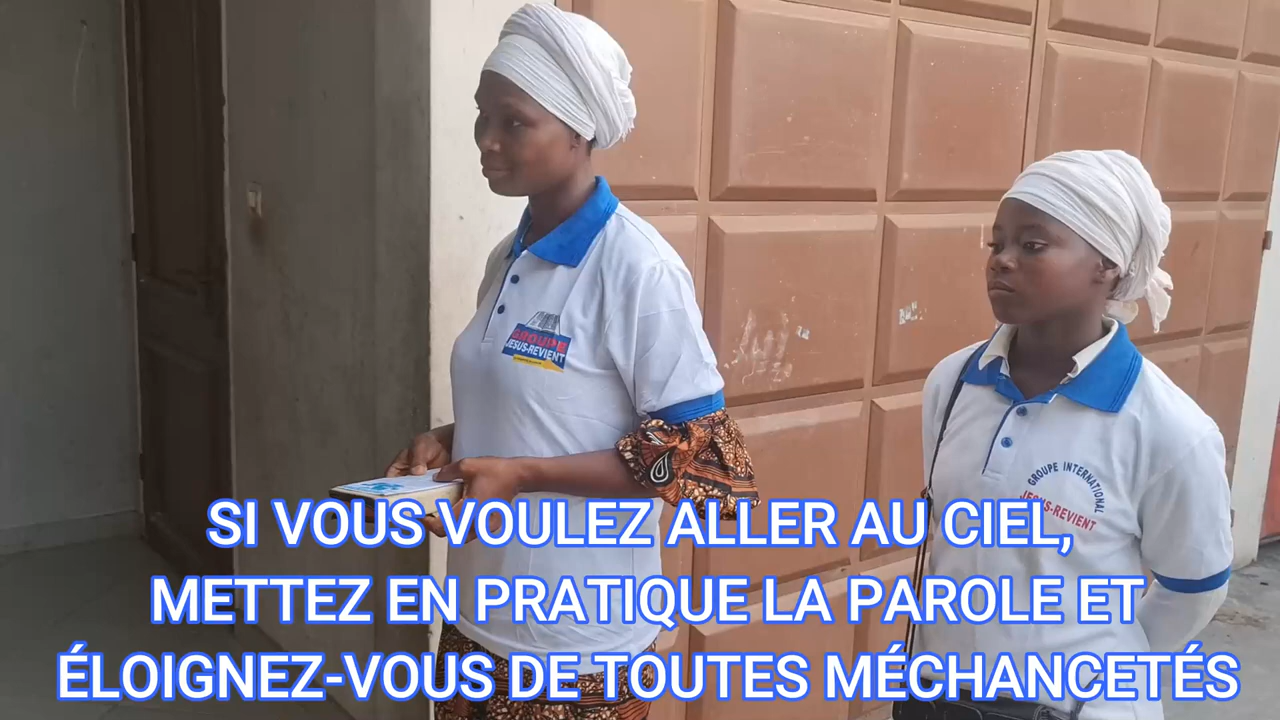 GROUPE
JESUS-REVIENT
GROUPE INTERNATIONAL
JESUS-REVIENT
SI VOUS VOULEZ ALLER AU CIEL,
METTEZ EN PRATIQUE LA PAROLE ET
ÉLOIGNEZ-VOUS DE TOUTES MÉCHANCETÉS